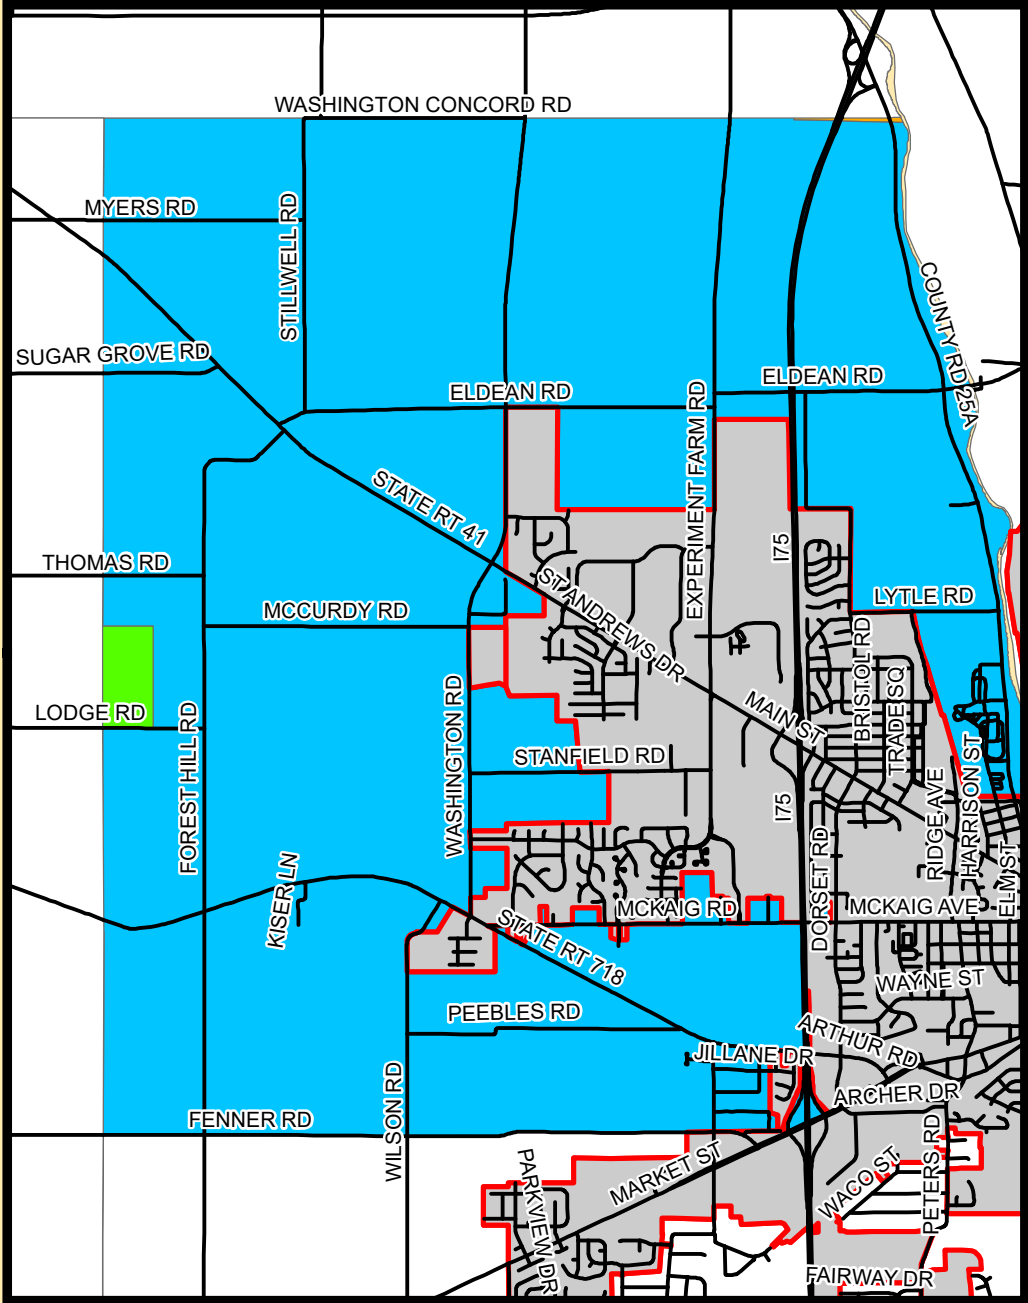 WASHINGTON CONCORD RD
MYERS RD
STILLWELL RD
SUGAR GROVE RD
COUNTY RD 25A
ELDEAN RD
ELDEAN RD
EXPERIMENT FARM RD
STATE RT 41
I75
THOMAS RD
ST ANDREWS DR
MCCURDY RD
LYTLE RD
BRISTOL RD
TRADE SQ
LODGE RD
FOREST HILL RD
WASHINGTON RD
MAIN ST
STANFIELD RD
HARRISON ST
RIDGE AVE
I75
DORSET RD
ELM ST
KISER LN
MCKAIG RD
MCKAIG AVE
STATE RT 718
WAYNE ST
PEEBLES RD
ARTHUR RD
JILLANE DR
ARCHER DR
FENNER RD
WILSON RD
MARKET ST
PARKVIEW DR
WACO ST
PETERS RD
FAIRWAY DR